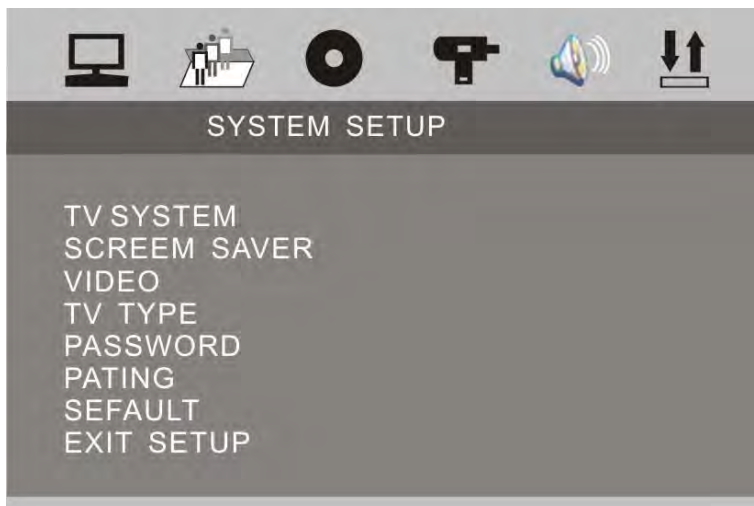 SYSTEM SETUP
TV SYSTEM
SCREEM SAVER
VIDEO
TV TYPE
PASSWORD
PATING
SEFAULT
EXIT SETUP